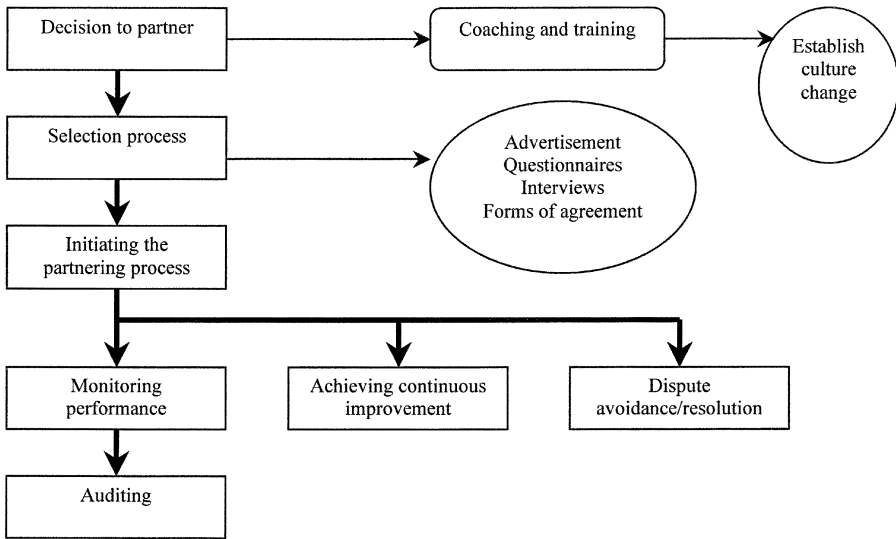 Decision to partner
Coaching and training
Establish
culture
change
Selection process
Advertisement
Questionnaires
Interviews
Forms of agreement
Initiating the
partnering process
Monitoring
performance
Achieving continuous
improvement
Dispute
avoidance/resolution
Auditing